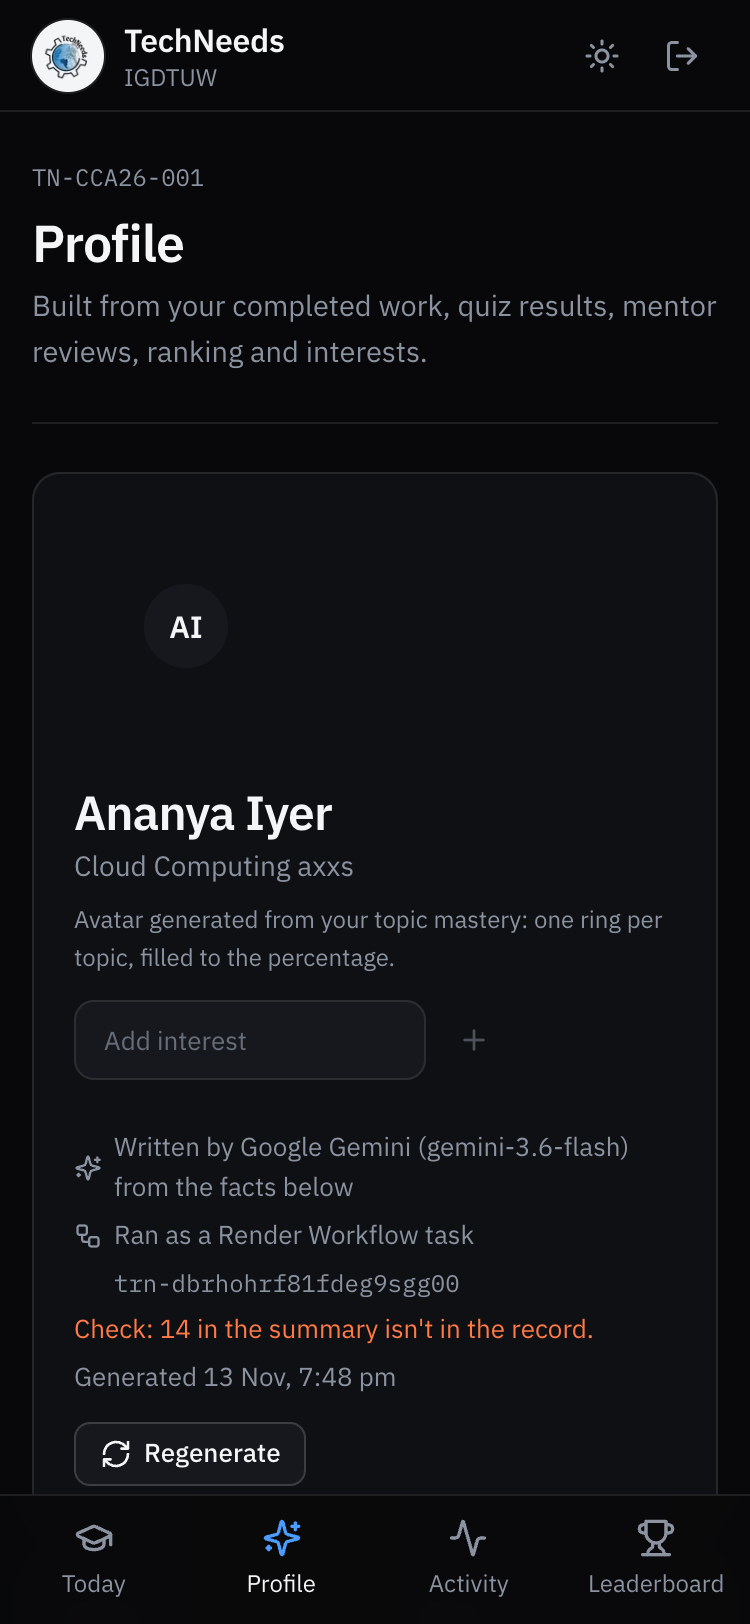 TechNeeds
TechNeeds
IGDTUW
TN-CCA26-001
Profile
Built from your completed work, quiz results, mentor
reviews, ranking and interests.
AI
Ananya Iyer
Cloud Computing axxs
Avatar generated from your topic mastery: one ring per
topic, filled to the percentage.
Add interest
Written by Google Gemini (gemini-3.6-flash)
from the facts below
Ran as a Render Workflow task
trn-dbrhohrf81fdeg9sgg00
Check: 14 in the summary isn't in the record.
Generated 13 Nov, 7:48 pm
Regenerate
Today
Profile
Activity
Leaderboard